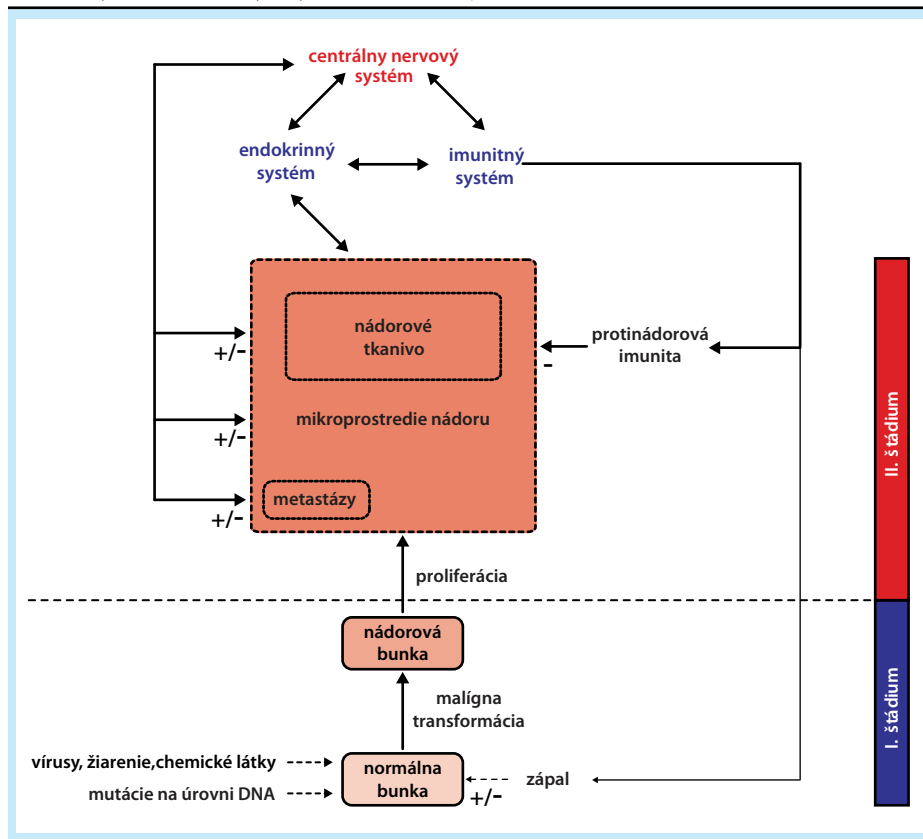 centrálny nervový
systém
endokrinný
systém
imunitný
systém
nádorové
tkanivo
+/-
protinádorová
imunita
-
mikroprostredie nádoru
+/-
metastázy
+/-
proliferácia
II. štádium
nádorová
bunka
malígna
transformácia
I. štádium
vírusy, žiarenie,chemické látky
normálna
bunka
zápal
+/-
mutácie na úrovni DNA